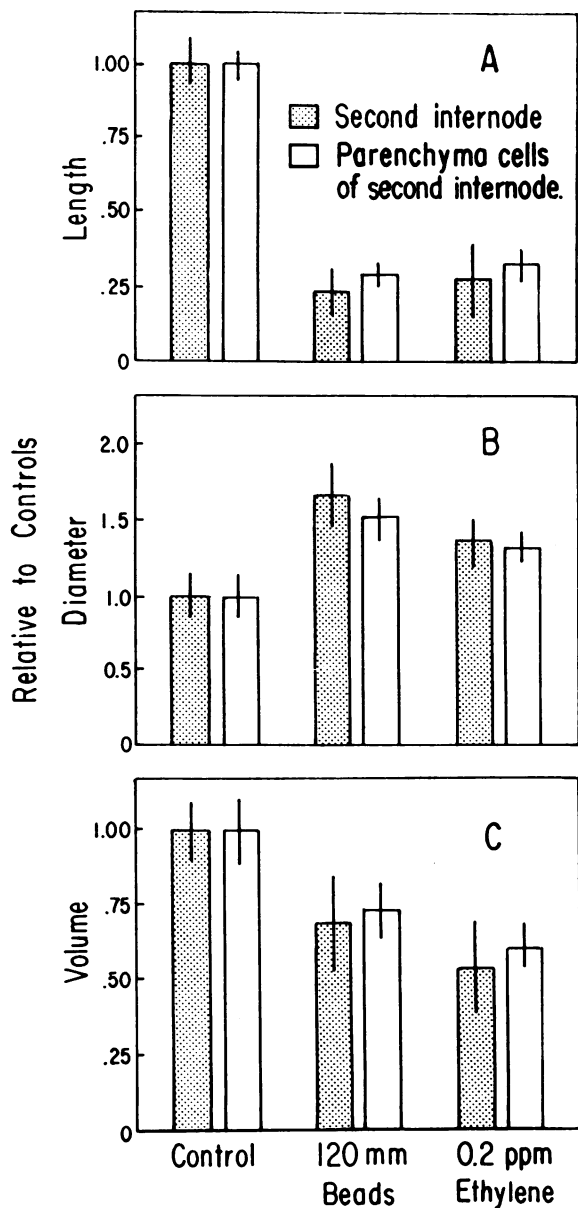 Relative to Controls
A
Length
1.00
.75
.50
.25
0
Second internode
Parenchyma cells
of second internode.
B
Diameter
2.0
1.5
1.0
0.5
0
C
Volume
1.00
.75
.50
.25
0
Control
120 mm
Beads
0.2 ppm
Ethylene